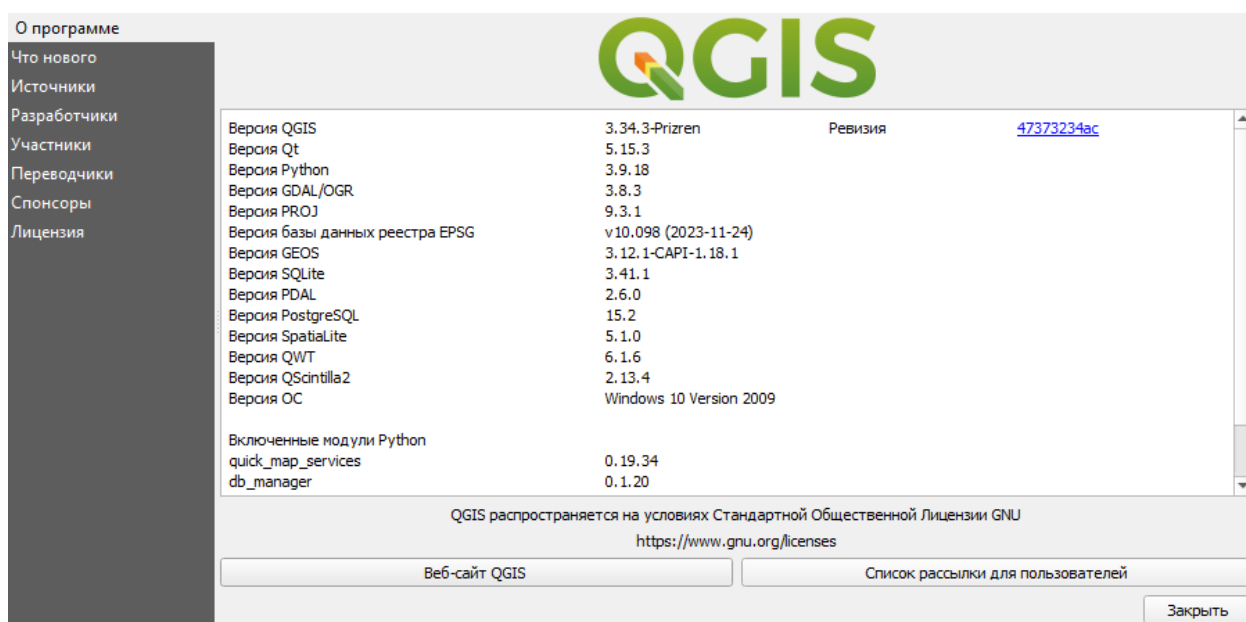 О программе
Что нового
Источники
Разработчики
Участники
Переводчики
Спонсоры
Лицензия
QGIS
Версия QGIS 3.34.3-Prizren Ревизия 47373234ac
Версия Qt 5.15.3
Версия Python 3.9.18
Версия GDAL/OGR 3.8.3
Версия PROJ 9.3.1
Версия базы данных реестра EPSG v10.098 (2023-11-24)
Версия GEOS 3.12.1-CAPI-1.18.1
Версия SQLite 3.41.1
Версия PDAL 2.6.0
Версия PostgreSQL 15.2
Версия SpatiaLite 5.1.0
Версия QWT 6.1.6
Версия QScintilla2 2.13.4
Версия ОС Windows 10 Version 2009
Включенные модули Python
quick_map_services 0.19.34
db_manager 0.1.20
QGIS распространяется на условиях Стандартной Общественной Лицензии GNU
https://www.gnu.org/licenses
Веб-сайт QGIS Список рассылки для пользователей
Закрыть